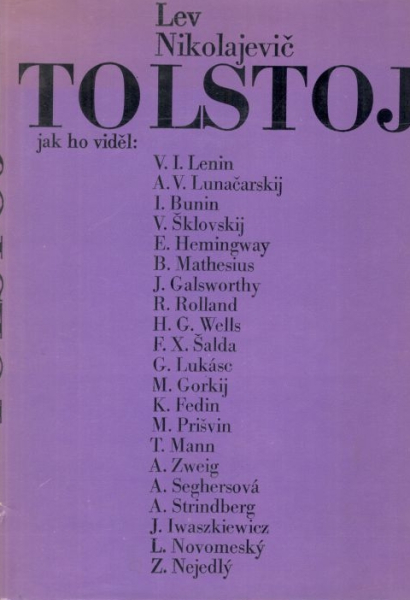 Lev
Nikolajevič
TOLSTOJ
jak ho viděl:
V. I. Lenin
A. V. Lunačarskij
I. Bunin
V. Šklovskij
E. Hemingway
B. Mathesius
J. Galsworthy
R. Rolland
H. G. Wells
F. X. Šalda
G. Lukásc
M. Gorkij
K. Fedin
M. Prišvin
T. Mann
A. Zweig
A. Seghersová
A. Strindberg
J. Iwaszkiewicz
L. Novomeský
Z. Nejedlý